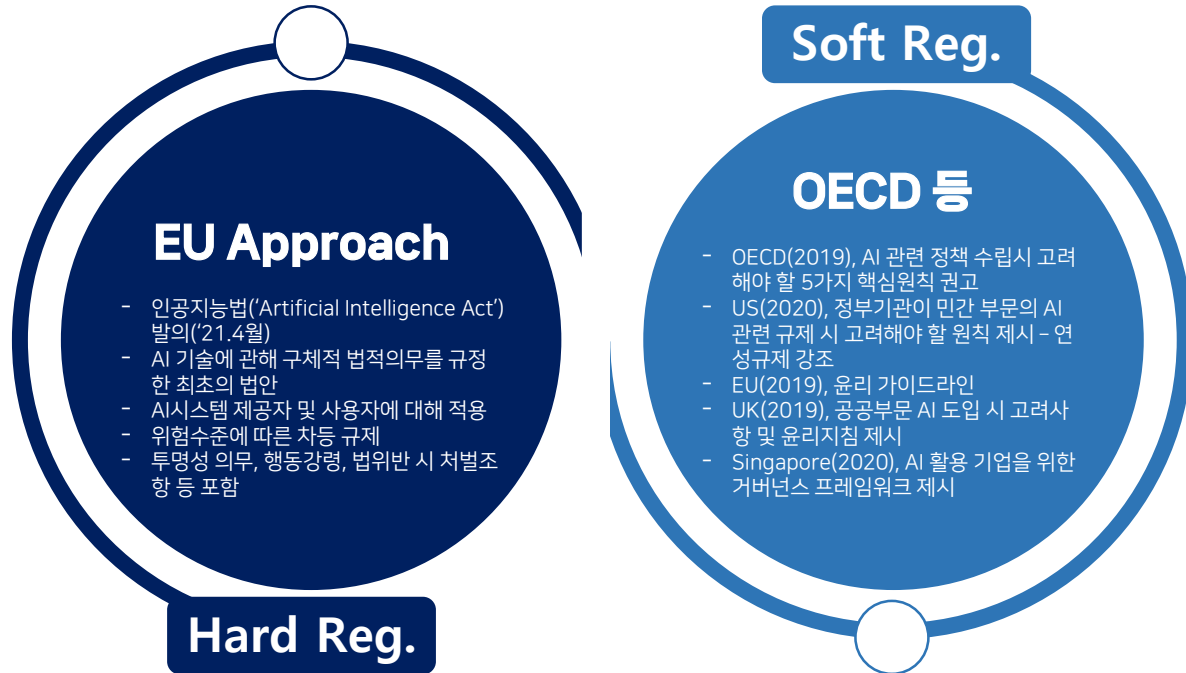 EU Approach
- 인공지능법(‘Artificial Intelligence Act’)
발의(‘21.4월)
- AI 기술에 관해 구체적 법적의무를 규정
한 최초의 법안
- AI시스템 제공자 및 사용자에 대해 적용
- 위험수준에 따른 차등 규제
- 투명성 의무, 행동강령, 법위반 시 처벌조
항 등 포함
Hard Reg.
Soft Reg.
OECD 등
- OECD(2019), AI 관련 정책 수립시 고려
해야 할 5가지 핵심원칙 권고
- US(2020), 정부기관이 민간 부문의 AI
관련 규제 시 고려해야 할 원칙 제시 – 연
성규제 강조
- EU(2019), 윤리 가이드라인
- UK(2019), 공공부문 AI 도입 시 고려사
항 및 윤리지침 제시
- Singapore(2020), AI 활용 기업을 위한
거버넌스 프레임워크 제시